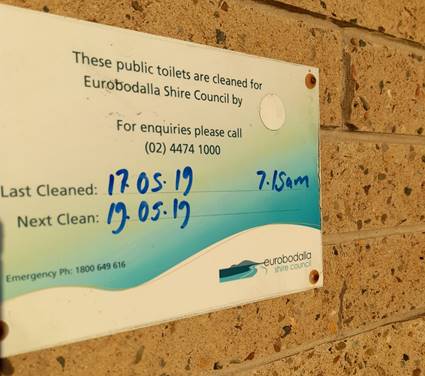 These public toilets are cleaned for
Eurobodalla Shire Council by
For enquiries please call
(02) 4474 1000
Last Cleaned: 17.05.19 7.15am
Next Clean: 19.05.19
Emergency Ph: 1800 649 616
eurobodalla
shire council